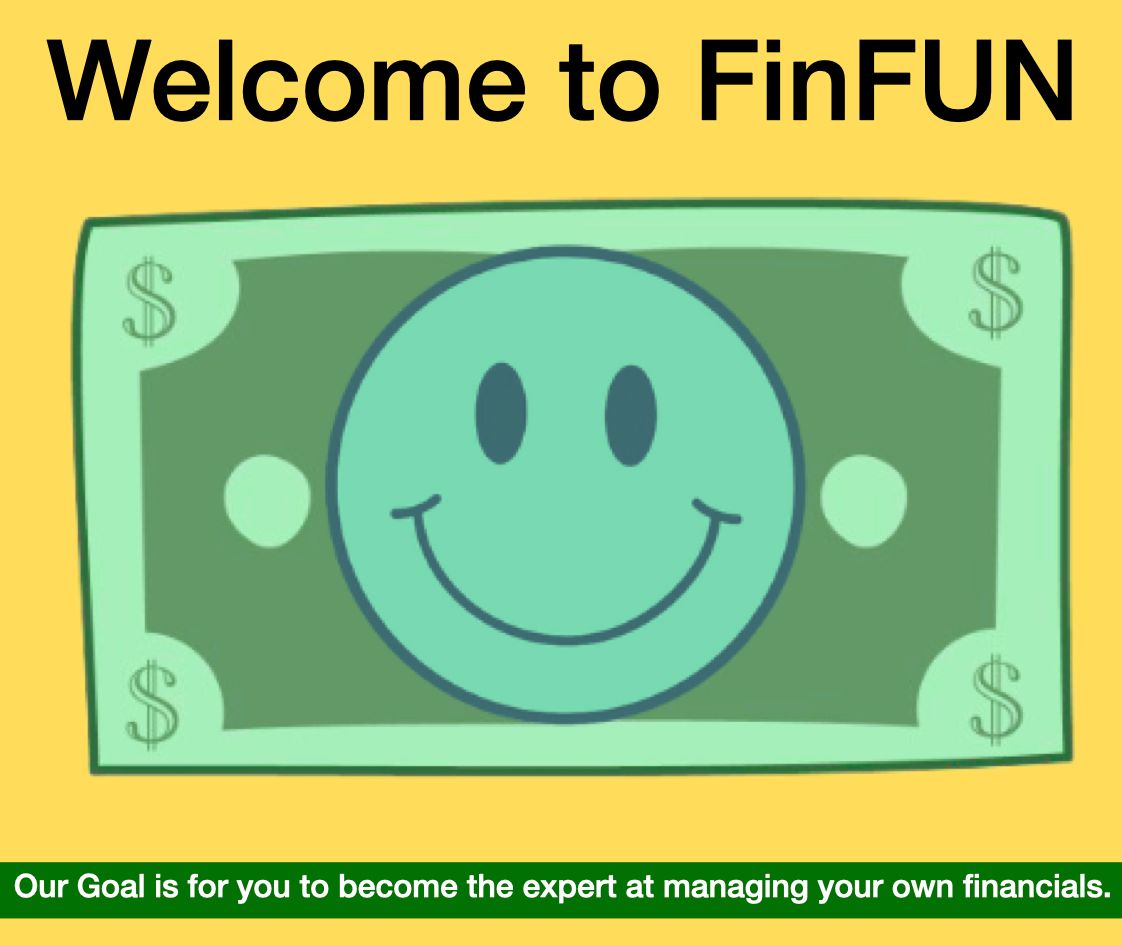 Welcome to FinFUN
$ $
$ $
Our Goal is for you to become the expert at managing your own financials.